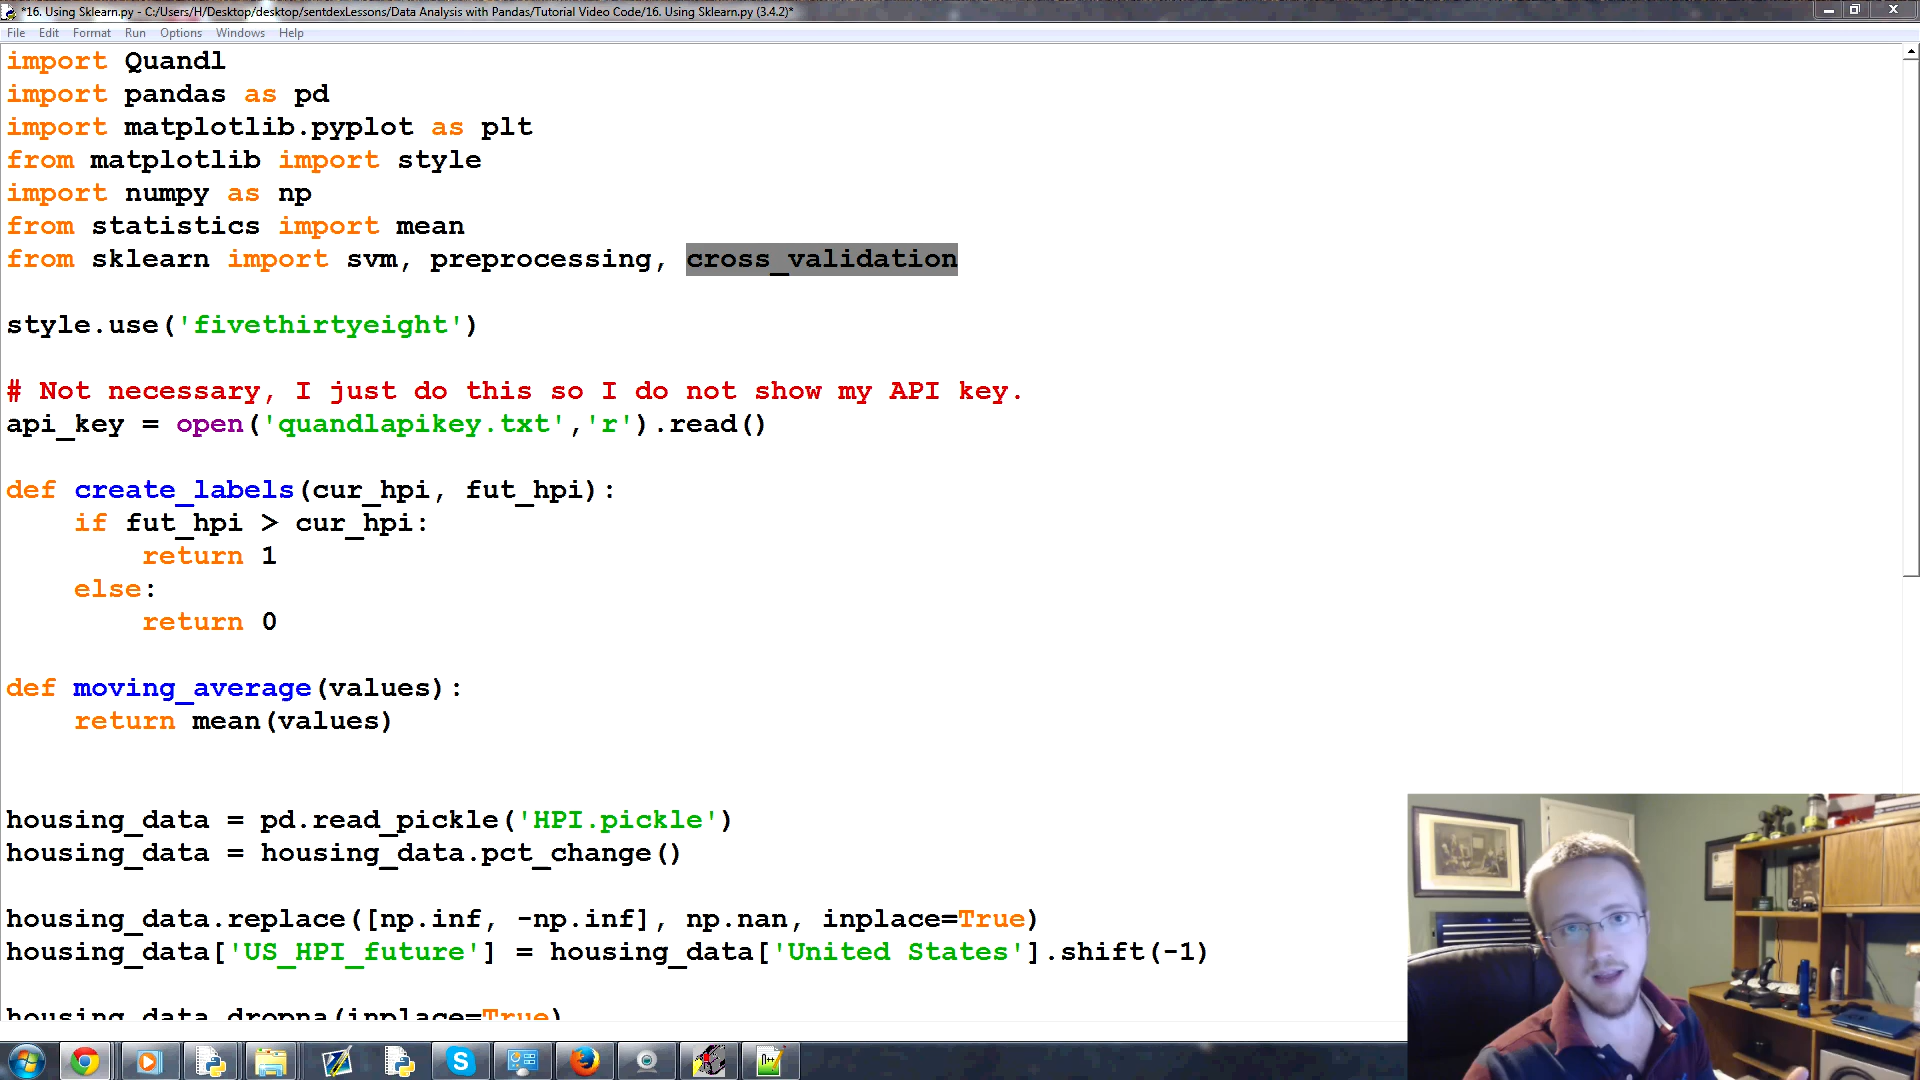 *16. Using Sklearn.py - C:/Users/H/Desktop/desktop/sentdexLessons/Data Analysis with Pandas/Tutorial Video Code/16. Using Sklearn.py (3.4.2)*
File Edit Format Run Options Windows Help
import Quandl
import pandas as pd
import matplotlib.pyplot as plt
from matplotlib import style
import numpy as np
from statistics import mean
from sklearn import svm, preprocessing, cross_validation
style.use('fivethirtyeight')
# Not necessary, I just do this so I do not show my API key.
api_key = open('quandlapikey.txt','r').read()
def create_labels(cur_hpi, fut_hpi):
    if fut_hpi > cur_hpi:
        return 1
    else:
        return 0
def moving_average(values):
    return mean(values)
housing_data = pd.read_pickle('HPI.pickle')
housing_data = housing_data.pct_change()
housing_data.replace([np.inf, -np.inf], np.nan, inplace=True)
housing_data['US_HPI_future'] = housing_data['United States'].shift(-1)
housing_data.dropna(inplace=True)